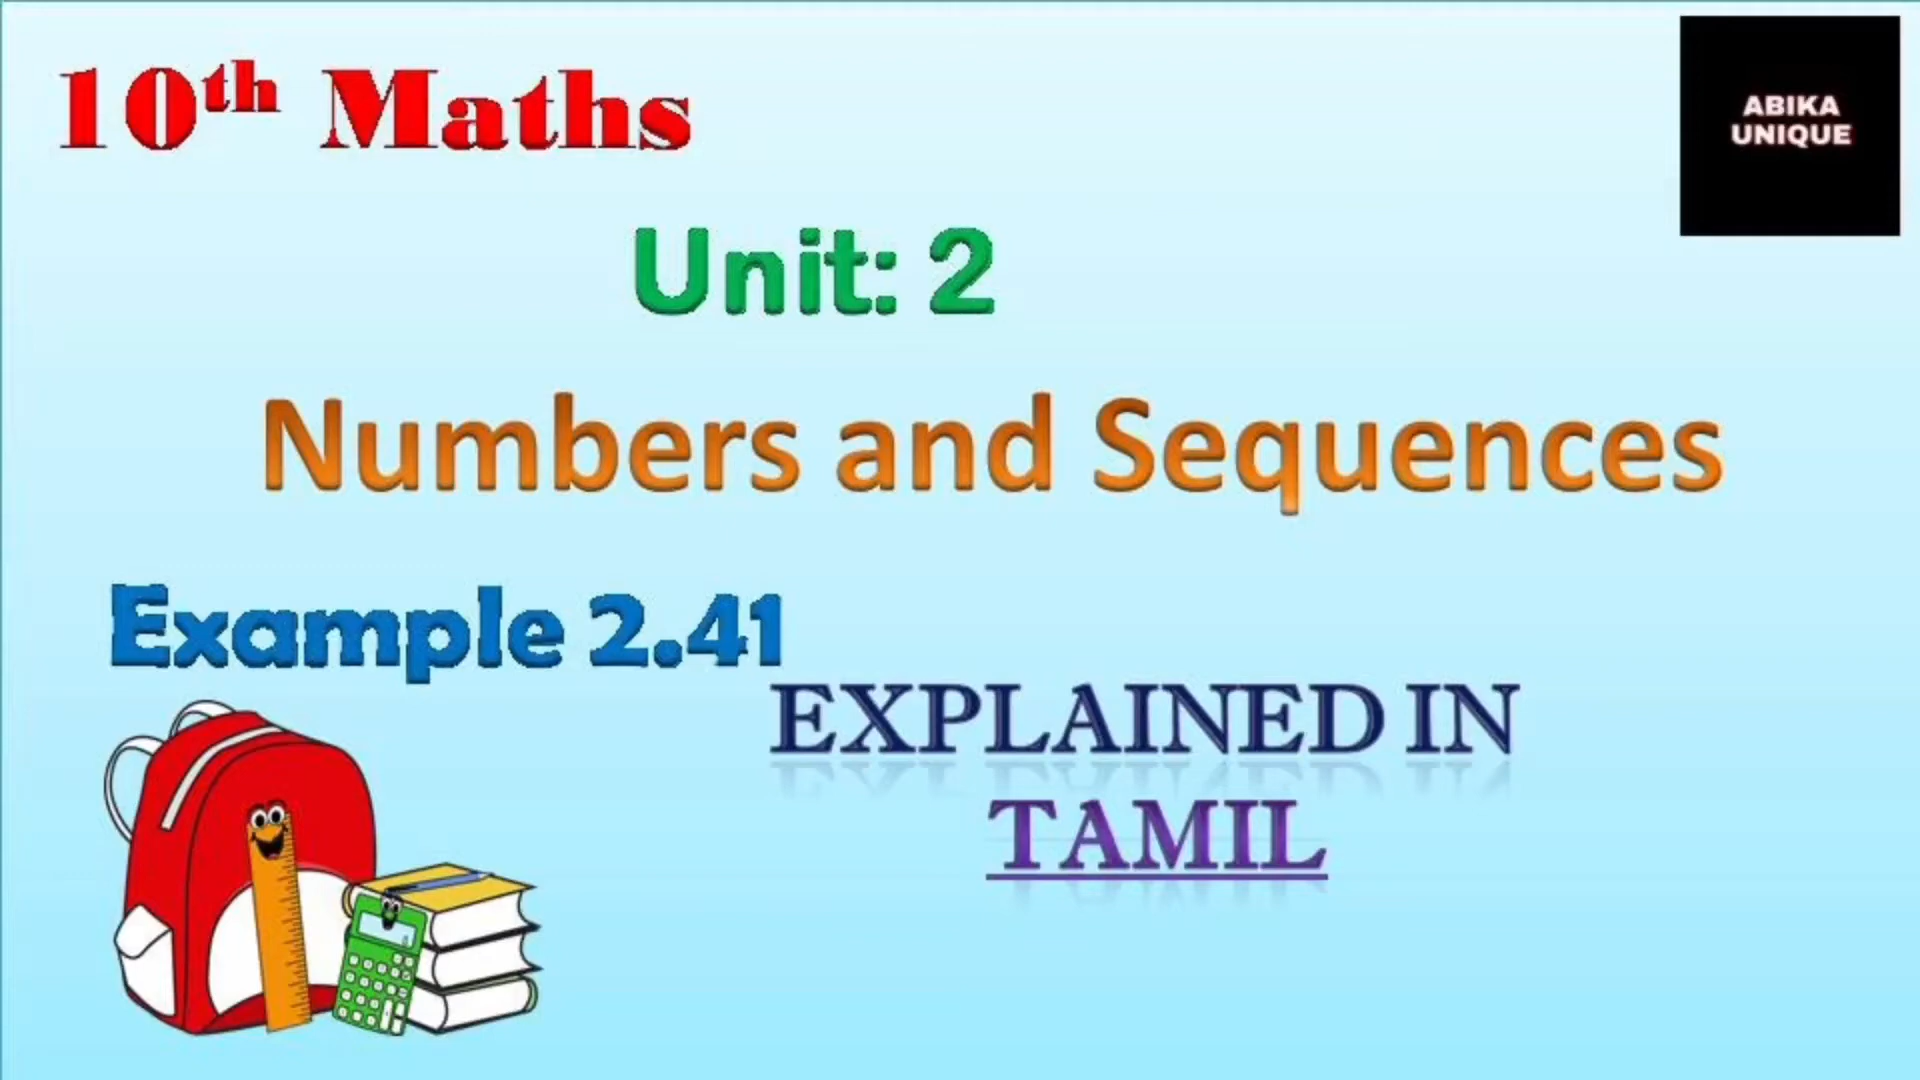 10th Maths
ABIKA
UNIQUE
Unit: 2
Numbers and Sequences
Example 2.41
EXPLAINED IN
TAMIL